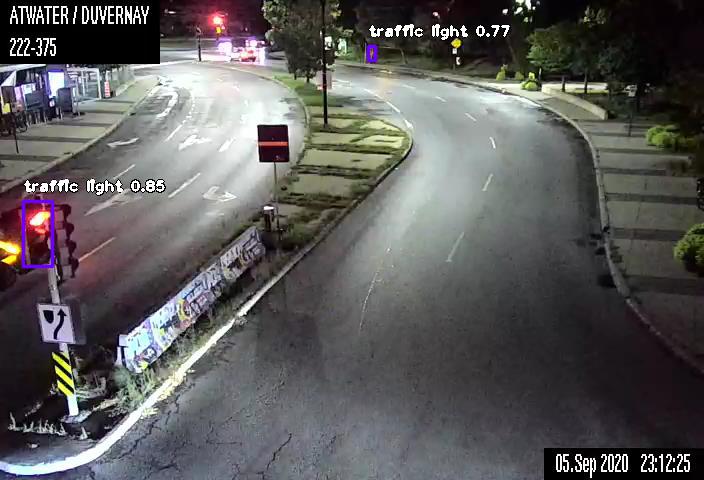 ATWATER / DUVERNAY
222-375
traffic light 0.77
traffic light 0.85
05.Sep 2020 23:12:25